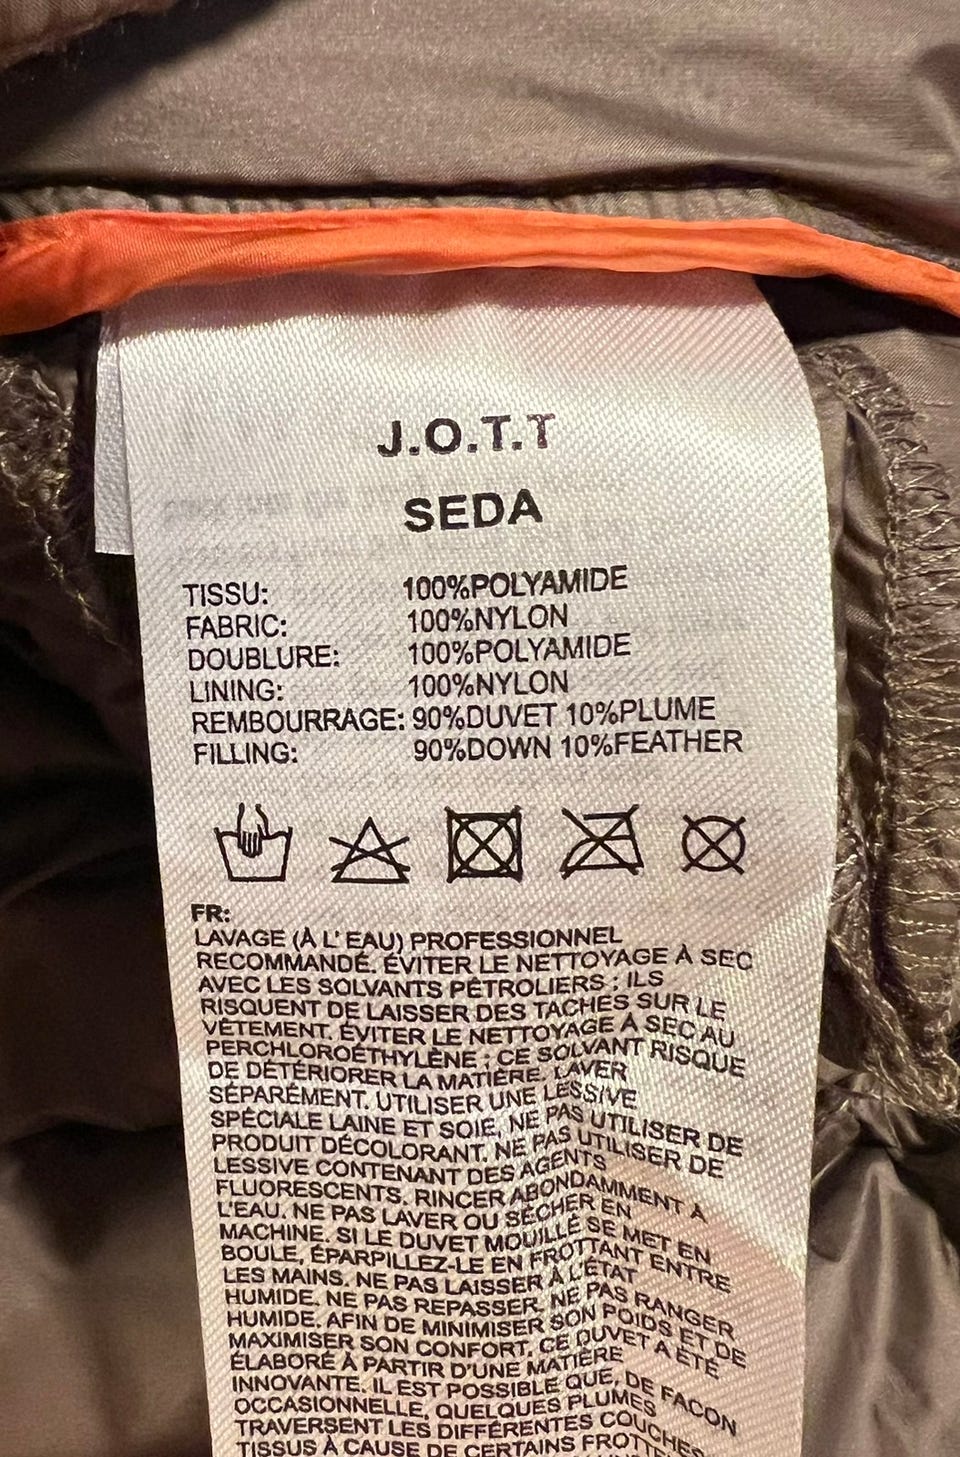 J.O.T.T
SEDA
TISSU: 100%POLYAMIDE
FABRIC: 100%NYLON
DOUBLURE: 100%POLYAMIDE
LINING: 100%NYLON
REMBOURRAGE: 90%DUVET 10%PLUME
FILLING: 90%DOWN 10%FEATHER
FR:
LAVAGE (À L' EAU) PROFESSIONNEL
RECOMMANDÉ. ÉVITER LE NETTOYAGE À SEC
AVEC LES SOLVANTS PÉTROLIERS : ILS
RISQUENT DE LAISSER DES TACHES SUR LE
VÊTEMENT. ÉVITER LE NETTOYAGE À SEC AU
PERCHLOROÉTHYLÈNE ; CE SOLVANT RISQUE
DE DÉTÉRIORER LA MATIÈRE. LAVER
SÉPARÉMENT. UTILISER UNE LESSIVE
SPÉCIALE LAINE ET SOIE, NE PAS UTILISER DE
PRODUIT DÉCOLORANT. NE PAS UTILISER DE
LESSIVE CONTENANT DES AGENTS
FLUORESCENTS. RINCER ABONDAMMENT À
L'EAU. NE PAS LAVER OU SÉCHER EN
MACHINE. SI LE DUVET MOUILLÉ SE MET EN
BOULE, ÉPARPILLEZ-LE EN FROTTANT ENTRE
LES MAINS. NE PAS LAISSER À L'ÉTAT
HUMIDE. NE PAS REPASSER. NE PAS RANGER
HUMIDE. AFIN DE MINIMISER SON POIDS ET DE
MAXIMISER SON CONFORT, CE DUVET A ÉTÉ
ÉLABORÉ À PARTIR D'UNE MATIÈRE
INNOVANTE. IL EST POSSIBLE QUE, DE FAÇON
OCCASIONNELLE, QUELQUES PLUMES
TRAVERSENT LES DIFFÉRENTES COUCHES
TISSUS À CAUSE DE CERTAINS